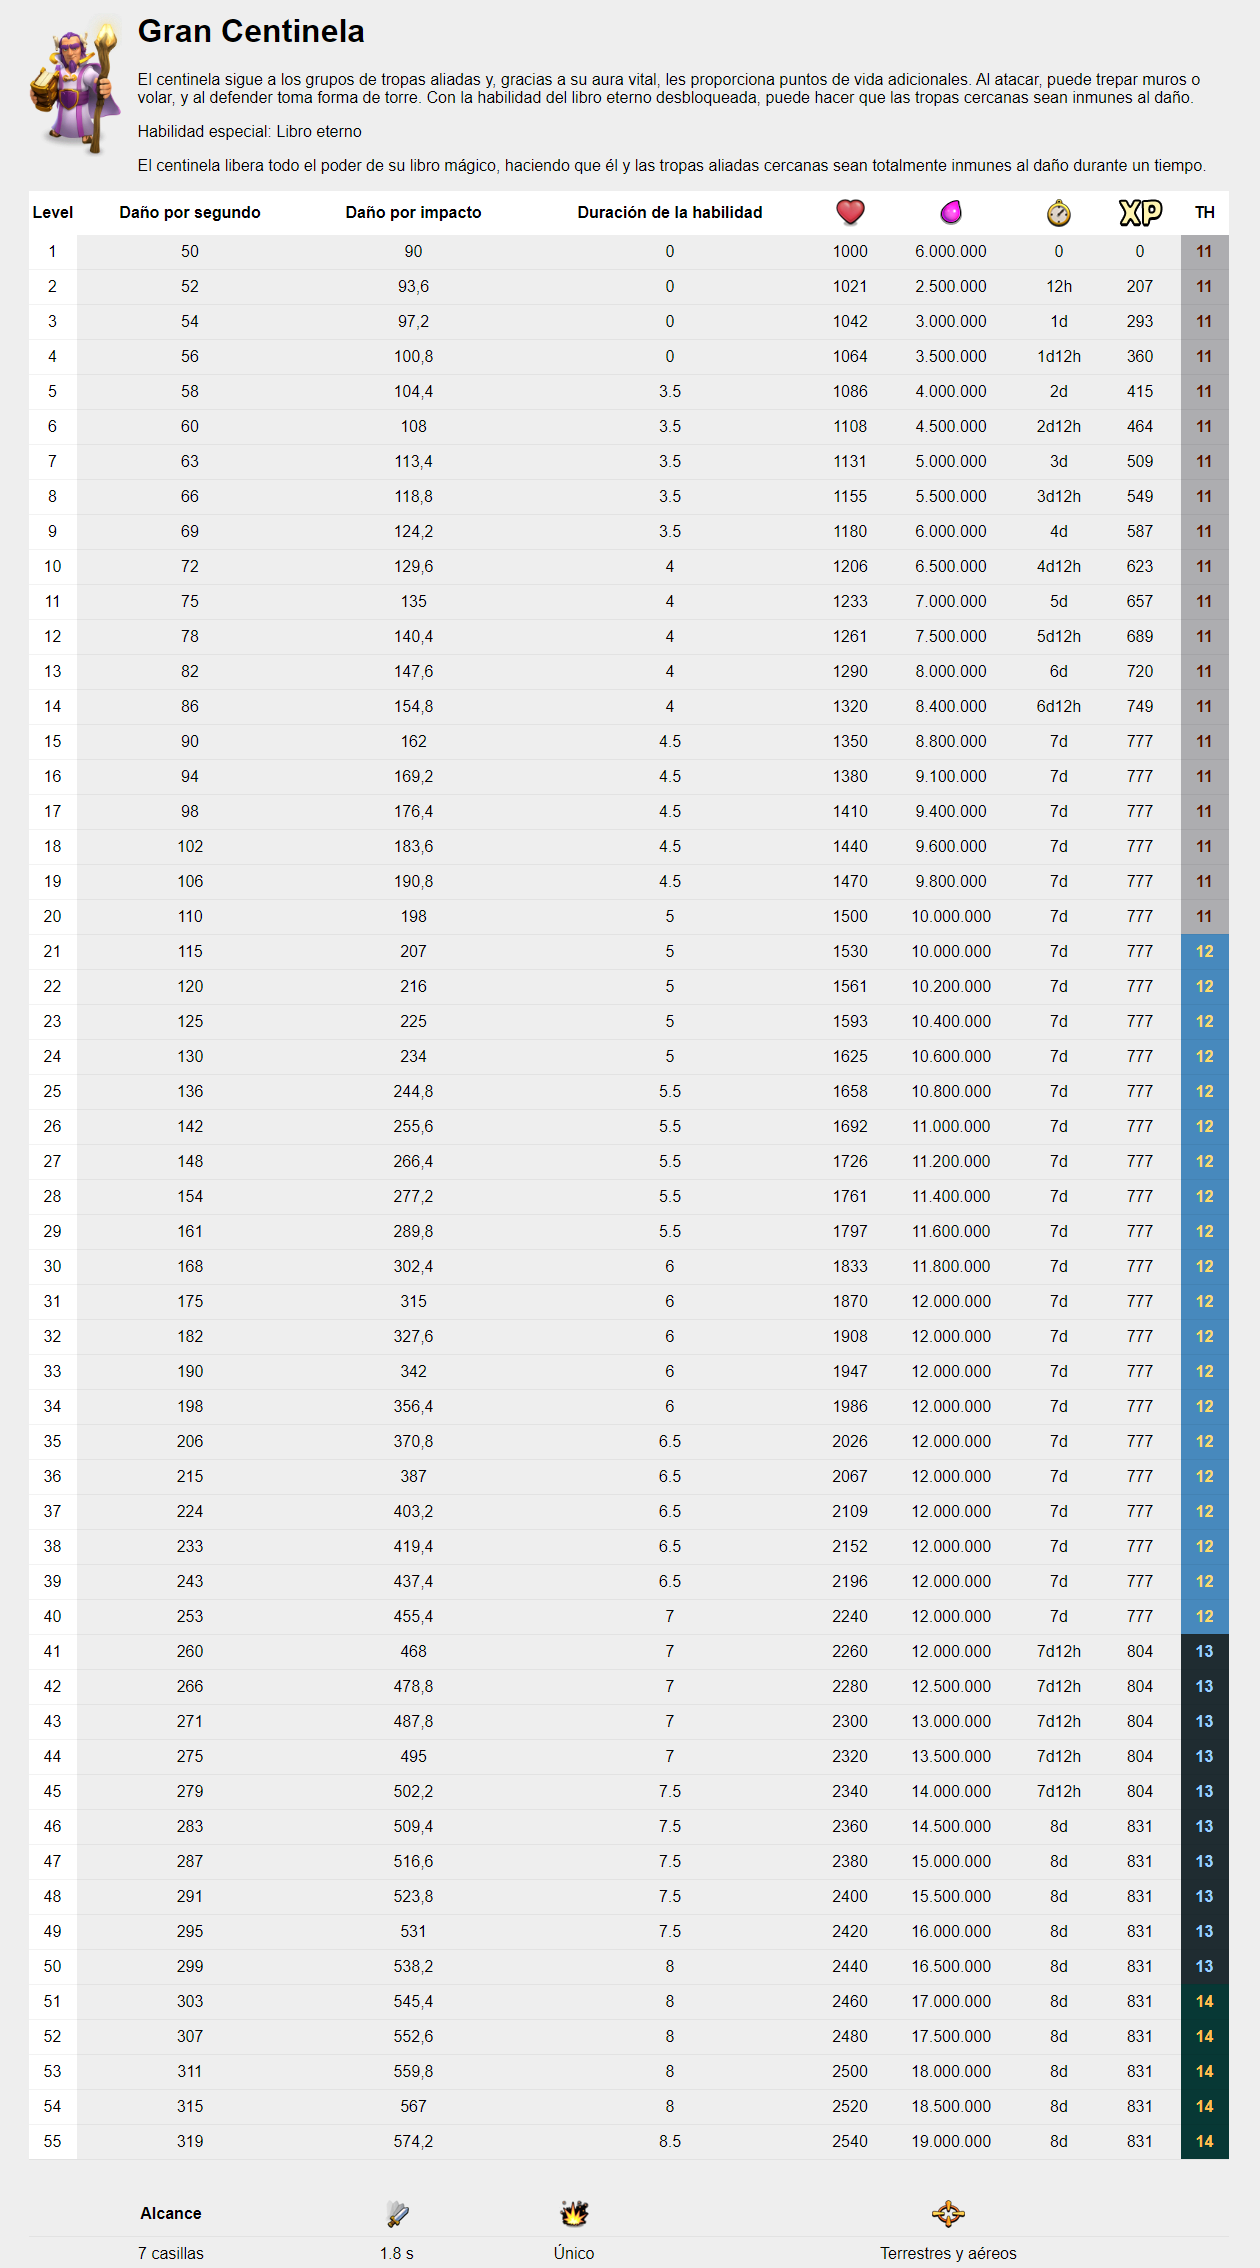 Gran Centinela
El centinela sigue a los grupos de tropas aliadas y, gracias a su aura vital, les proporciona puntos de vida adicionales. Al atacar, puede trepar muros o
volar, y al defender toma forma de torre. Con la habilidad del libro eterno desbloqueada, puede hacer que las tropas cercanas sean inmunes al daño.
Habilidad especial: Libro eterno
El centinela libera todo el poder de su libro mágico, haciendo que él y las tropas aliadas cercanas sean totalmente inmunes al daño durante un tiempo.
Level Daño por segundo Daño por impacto Duración de la habilidad XP TH
1 50 90 0 1000 6.000.000 0 0 11
2 52 93,6 0 1021 2.500.000 12h 207 11
3 54 97,2 0 1042 3.000.000 1d 293 11
4 56 100,8 0 1064 3.500.000 1d12h 360 11
5 58 104,4 3.5 1086 4.000.000 2d 415 11
6 60 108 3.5 1108 4.500.000 2d12h 464 11
7 63 113,4 3.5 1131 5.000.000 3d 509 11
8 66 118,8 3.5 1155 5.500.000 3d12h 549 11
9 69 124,2 3.5 1180 6.000.000 4d 587 11
10 72 129,6 4 1206 6.500.000 4d12h 623 11
11 75 135 4 1233 7.000.000 5d 657 11
12 78 140,4 4 1261 7.500.000 5d12h 689 11
13 82 147,6 4 1290 8.000.000 6d 720 11
14 86 154,8 4 1320 8.400.000 6d12h 749 11
15 90 162 4.5 1350 8.800.000 7d 777 11
16 94 169,2 4.5 1380 9.100.000 7d 777 11
17 98 176,4 4.5 1410 9.400.000 7d 777 11
18 102 183,6 4.5 1440 9.600.000 7d 777 11
19 106 190,8 4.5 1470 9.800.000 7d 777 11
20 110 198 5 1500 10.000.000 7d 777 11
21 115 207 5 1530 10.000.000 7d 777 12
22 120 216 5 1561 10.200.000 7d 777 12
23 125 225 5 1593 10.400.000 7d 777 12
24 130 234 5 1625 10.600.000 7d 777 12
25 136 244,8 5.5 1658 10.800.000 7d 777 12
26 142 255,6 5.5 1692 11.000.000 7d 777 12
27 148 266,4 5.5 1726 11.200.000 7d 777 12
28 154 277,2 5.5 1761 11.400.000 7d 777 12
29 161 289,8 5.5 1797 11.600.000 7d 777 12
30 168 302,4 6 1833 11.800.000 7d 777 12
31 175 315 6 1870 12.000.000 7d 777 12
32 182 327,6 6 1908 12.000.000 7d 777 12
33 190 342 6 1947 12.000.000 7d 777 12
34 198 356,4 6 1986 12.000.000 7d 777 12
35 206 370,8 6.5 2026 12.000.000 7d 777 12
36 215 387 6.5 2067 12.000.000 7d 777 12
37 224 403,2 6.5 2109 12.000.000 7d 777 12
38 233 419,4 6.5 2152 12.000.000 7d 777 12
39 243 437,4 6.5 2196 12.000.000 7d 777 12
40 253 455,4 7 2240 12.000.000 7d 777 12
41 260 468 7 2260 12.000.000 7d12h 804 13
42 266 478,8 7 2280 12.500.000 7d12h 804 13
43 271 487,8 7 2300 13.000.000 7d12h 804 13
44 275 495 7 2320 13.500.000 7d12h 804 13
45 279 502,2 7.5 2340 14.000.000 7d12h 804 13
46 283 509,4 7.5 2360 14.500.000 8d 831 13
47 287 516,6 7.5 2380 15.000.000 8d 831 13
48 291 523,8 7.5 2400 15.500.000 8d 831 13
49 295 531 7.5 2420 16.000.000 8d 831 13
50 299 538,2 8 2440 16.500.000 8d 831 13
51 303 545,4 8 2460 17.000.000 8d 831 14
52 307 552,6 8 2480 17.500.000 8d 831 14
53 311 559,8 8 2500 18.000.000 8d 831 14
54 315 567 8 2520 18.500.000 8d 831 14
55 319 574,2 8.5 2540 19.000.000 8d 831 14
Alcance
7 casillas 1.8 s Único Terrestres y aéreos